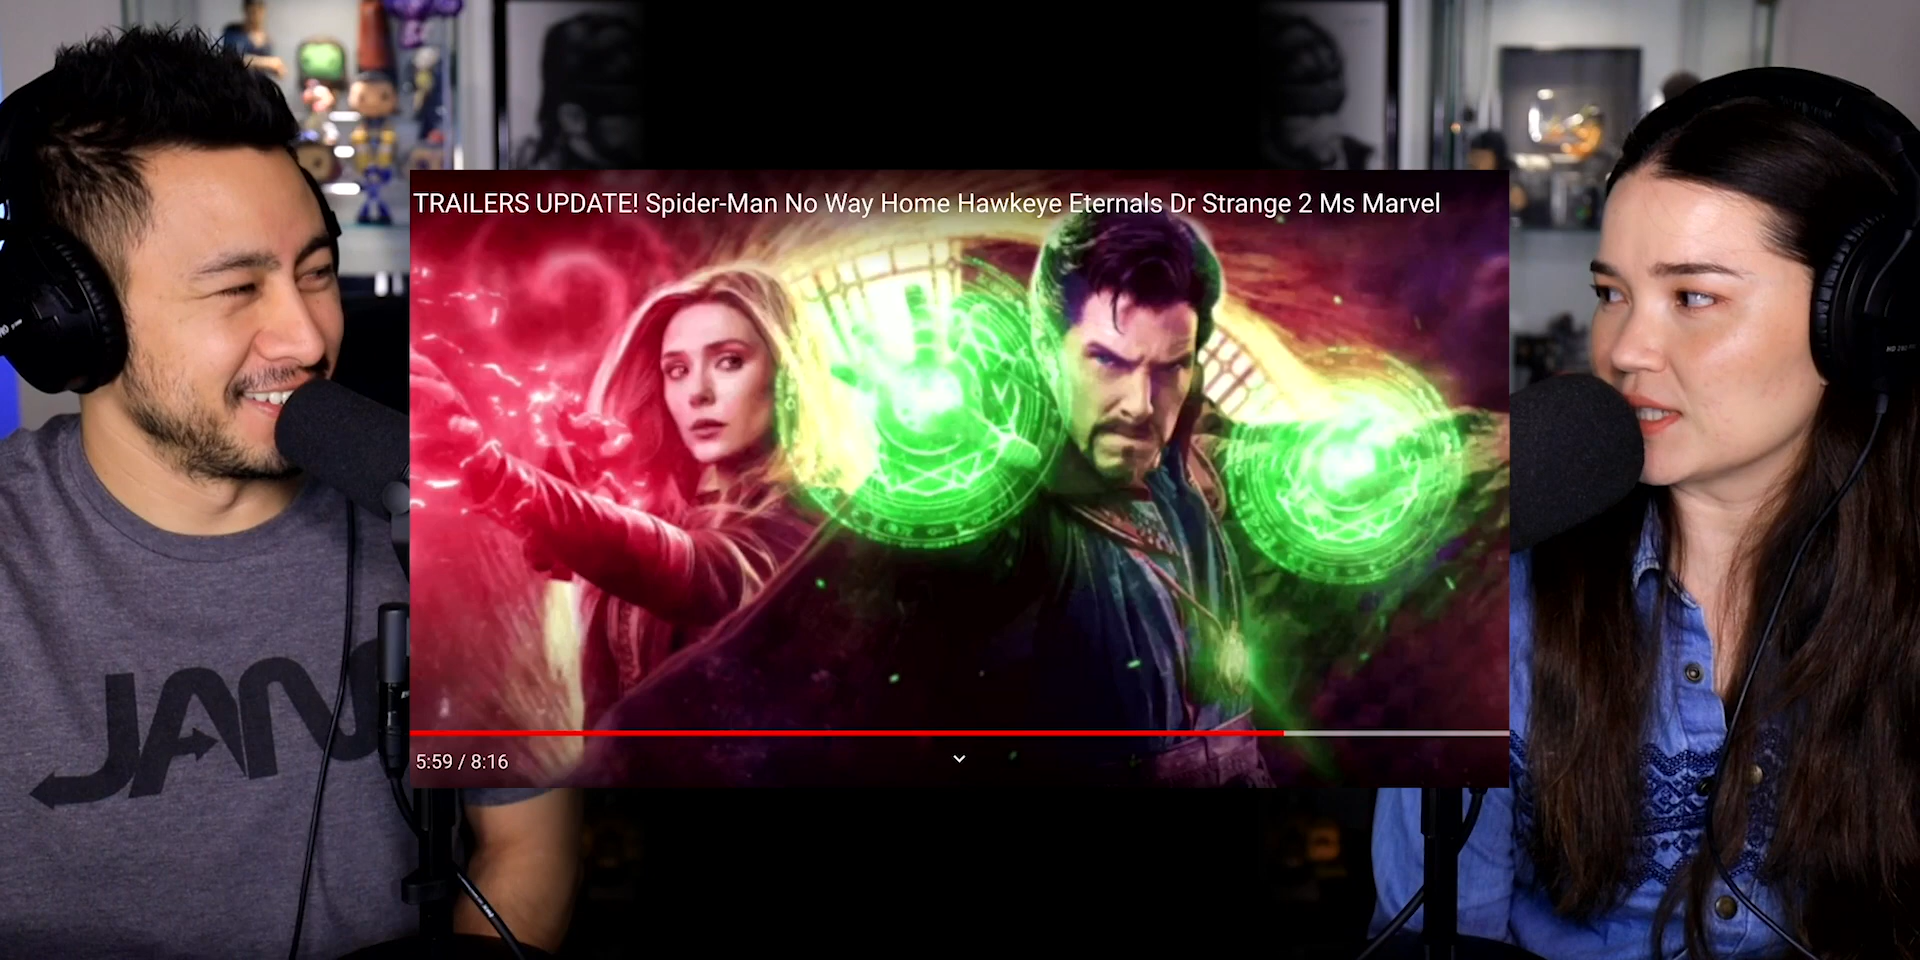 TRAILERS UPDATE! Spider-Man No Way Home Hawkeye Eternals Dr Strange 2 Ms Marvel
5:59 / 8:16